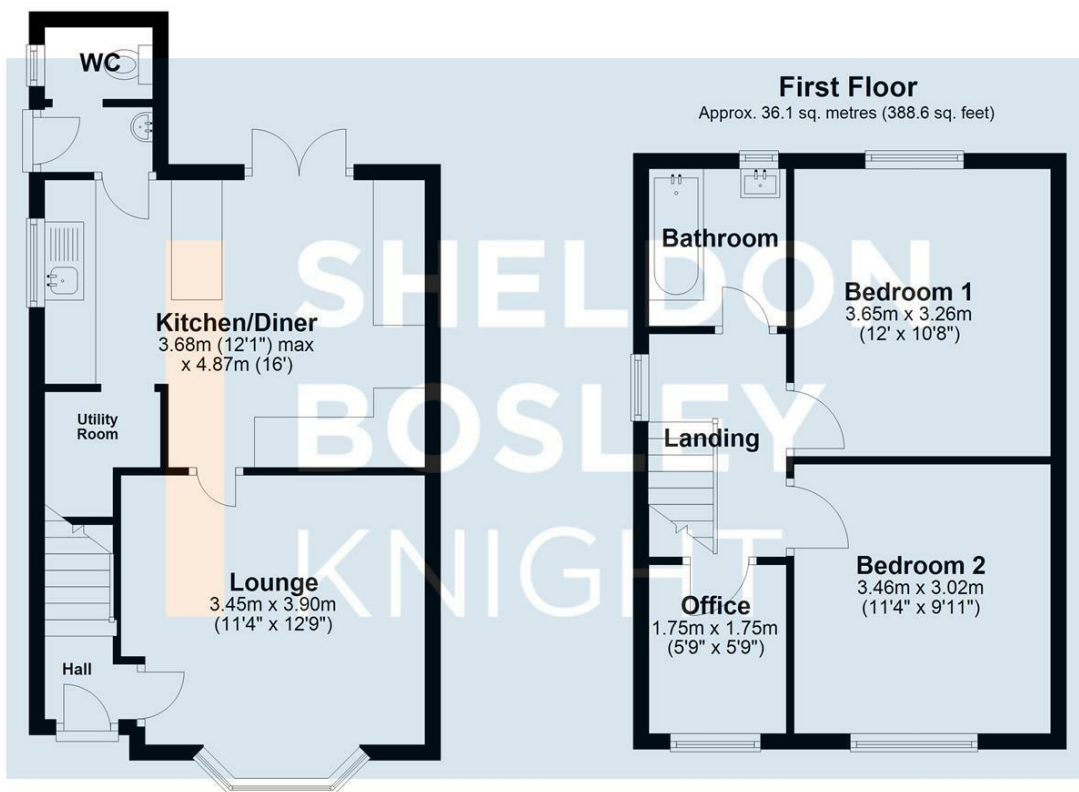 WC
Kitchen/Diner
3.68m (12'1") max
x 4.87m (16')
Utility
Room
Lounge
3.45m x 3.90m
(11'4" x 12'9")
Hall
First Floor
Approx. 36.1 sq. metres (388.6 sq. feet)
Bathroom
Bedroom 1
3.65m x 3.26m
(12' x 10'8")
Landing
Bedroom 2
3.46m x 3.02m
(11'4" x 9'11")
Office
1.75m x 1.75m
(5'9" x 5'9")
SHELDON
BOSLEY
KNIGHT